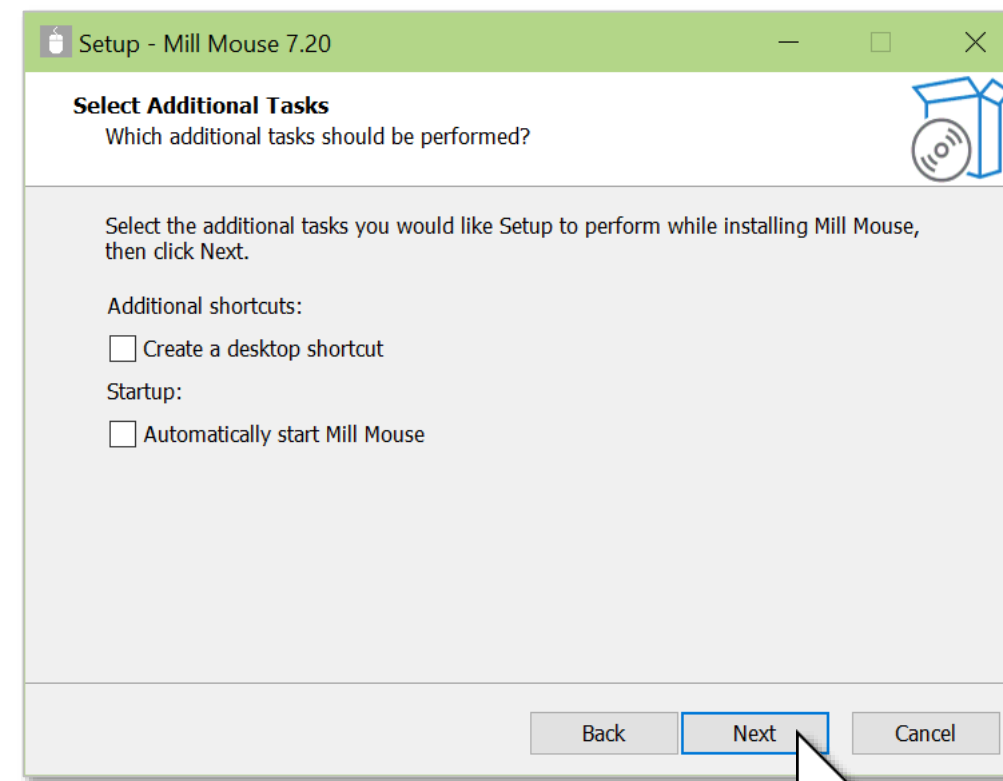 Setup - Mill Mouse 7.20
Select Additional Tasks
Which additional tasks should be performed?
Select the additional tasks you would like Setup to perform while installing Mill Mouse,
then click Next.
Additional shortcuts:
Create a desktop shortcut
Startup:
Automatically start Mill Mouse
Back Next Cancel